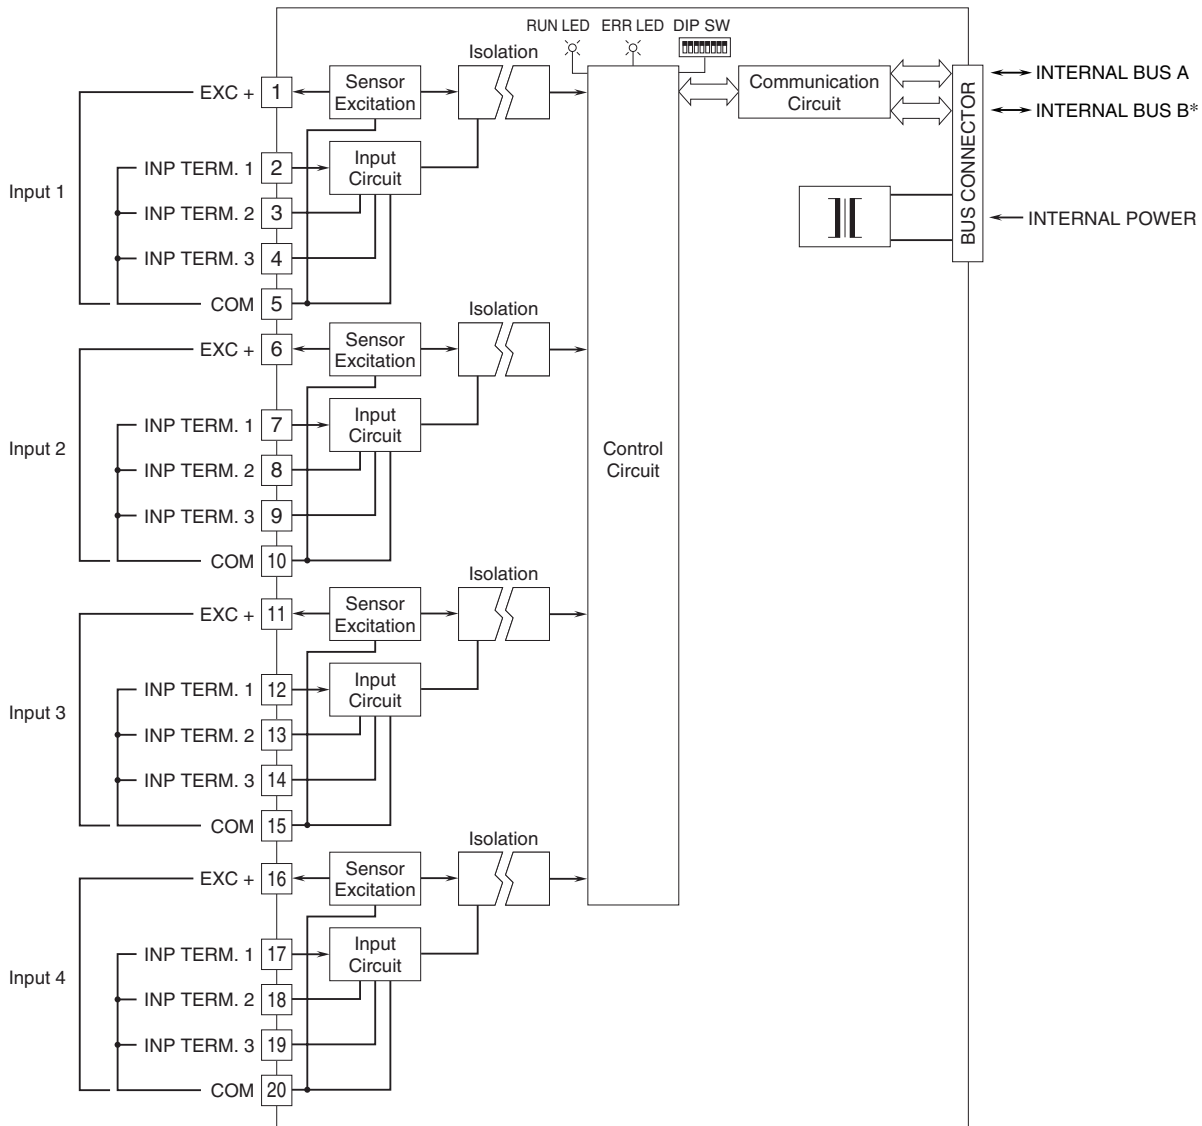 RUN LED ERR LED DIP SW
Isolation
EXC + 1
Sensor
Excitation
Communication
Circuit
INTERNAL BUS A
INTERNAL BUS B*
BUS CONNECTOR
INTERNAL POWER
Input 1
INP TERM. 1 2
Input
Circuit
INP TERM. 2 3
INP TERM. 3 4
COM 5
Isolation
EXC + 6
Sensor
Excitation
Input 2
INP TERM. 1 7
Input
Circuit
INP TERM. 2 8
INP TERM. 3 9
COM 10
Control
Circuit
Isolation
EXC + 11
Sensor
Excitation
Input 3
INP TERM. 1 12
Input
Circuit
INP TERM. 2 13
INP TERM. 3 14
COM 15
Isolation
EXC + 16
Sensor
Excitation
Input 4
INP TERM. 1 17
Input
Circuit
INP TERM. 2 18
INP TERM. 3 19
COM 20